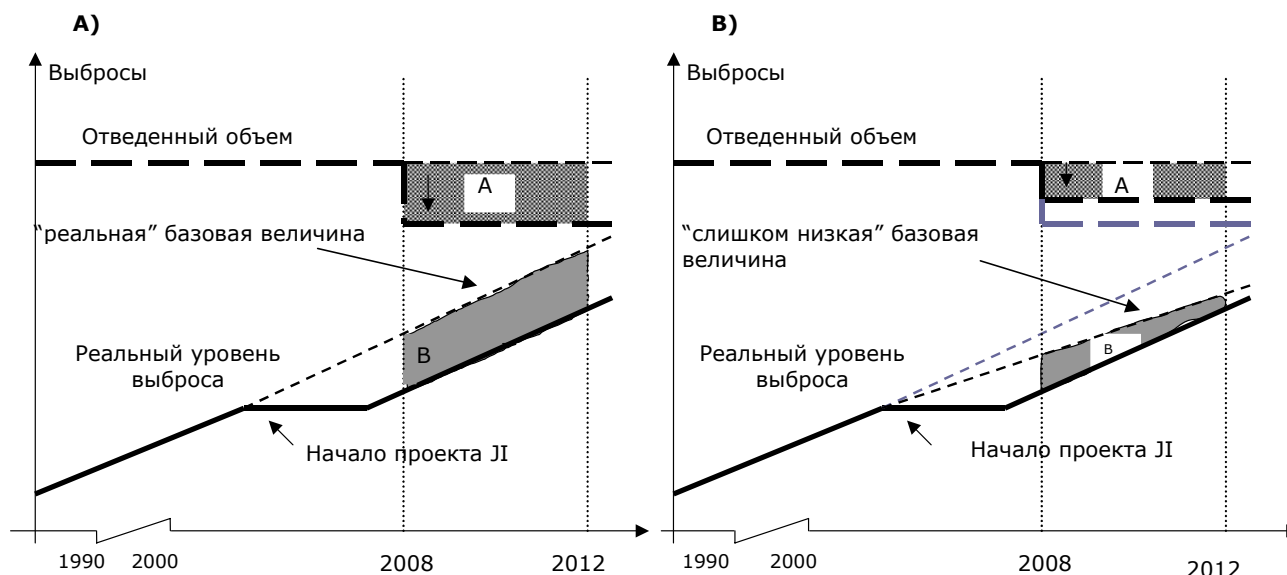 A)
Выбросы
Отведенный объем
A
“реальная” базовая величина
B
Реальный уровень
выброса
Начало проекта JI
1990
2000
2008
2012
B)
Выбросы
Отведенный объем
A
“слишком низкая” базовая
величина
B
Реальный уровень
выброса
Начало проекта JI
1990
2000
2008
2012